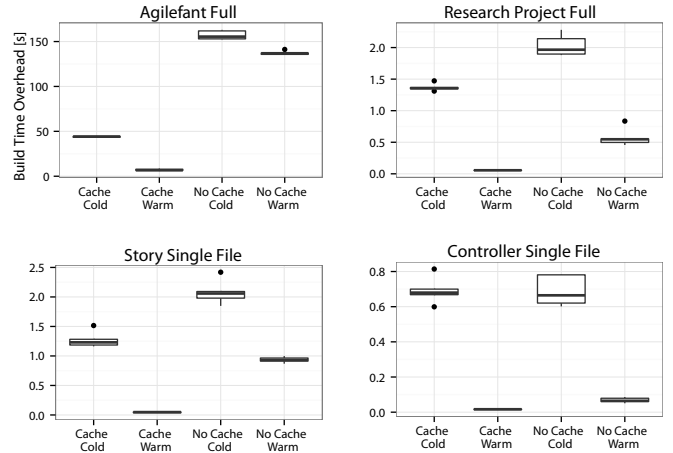 Agilefant Full
Build Time Overhead [s]
150
100
50
0
Cache Cold
Cache Warm
No Cache Cold
No Cache Warm
Research Project Full
2.0
1.5
1.0
0.5
0.0
Cache Cold
Cache Warm
No Cache Cold
No Cache Warm
Story Single File
2.5
2.0
1.5
1.0
0.5
0.0
Cache Cold
Cache Warm
No Cache Cold
No Cache Warm
Controller Single File
0.8
0.6
0.4
0.2
0.0
Cache Cold
Cache Warm
No Cache Cold
No Cache Warm